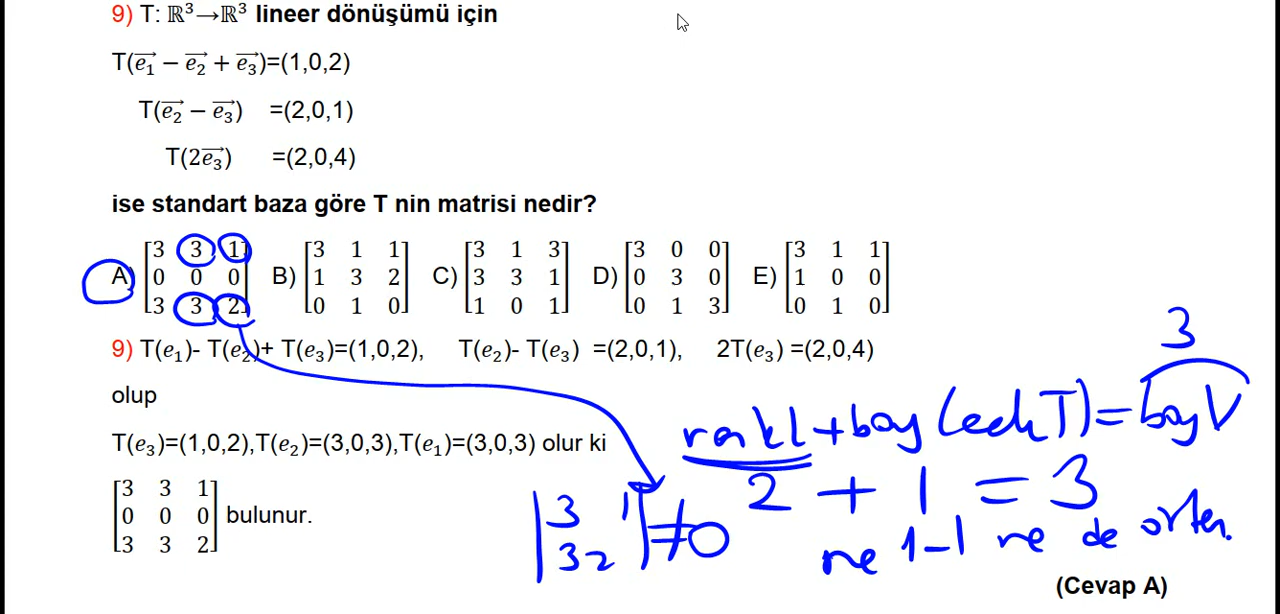 9) T: ℝ³→ℝ³ lineer dönüşümü için
T(e₁⃗ − e₂⃗ + e₃⃗)=(1,0,2)
T(e₂⃗ − e₃⃗) =(2,0,1)
T(2e₃⃗) =(2,0,4)
ise standart baza göre T nin matrisi nedir?
[3 3 1] [3 1 1] [3 1 3] [3 0 0] [3 1 1]
A) [0 0 0] B) [1 3 2] C) [3 3 1] D) [0 3 0] E) [1 0 0]
[3 3 2] [0 1 0] [1 0 1] [0 1 3] [0 1 0]
9) T(e₁)- T(e₂)+ T(e₃)=(1,0,2), T(e₂)- T(e₃) =(2,0,1), 2T(e₃) =(2,0,4)
olup
T(e₃)=(1,0,2),T(e₂)=(3,0,3),T(e₁)=(3,0,3) olur ki
[3 3 1]
[0 0 0] bulunur.
[3 3 2]
|3 1|
|3 2| ≠0
3
rank+boy(çekT)=boyV
2 + 1 = 3
ne 1-1 ne de örten.
(Cevap A)